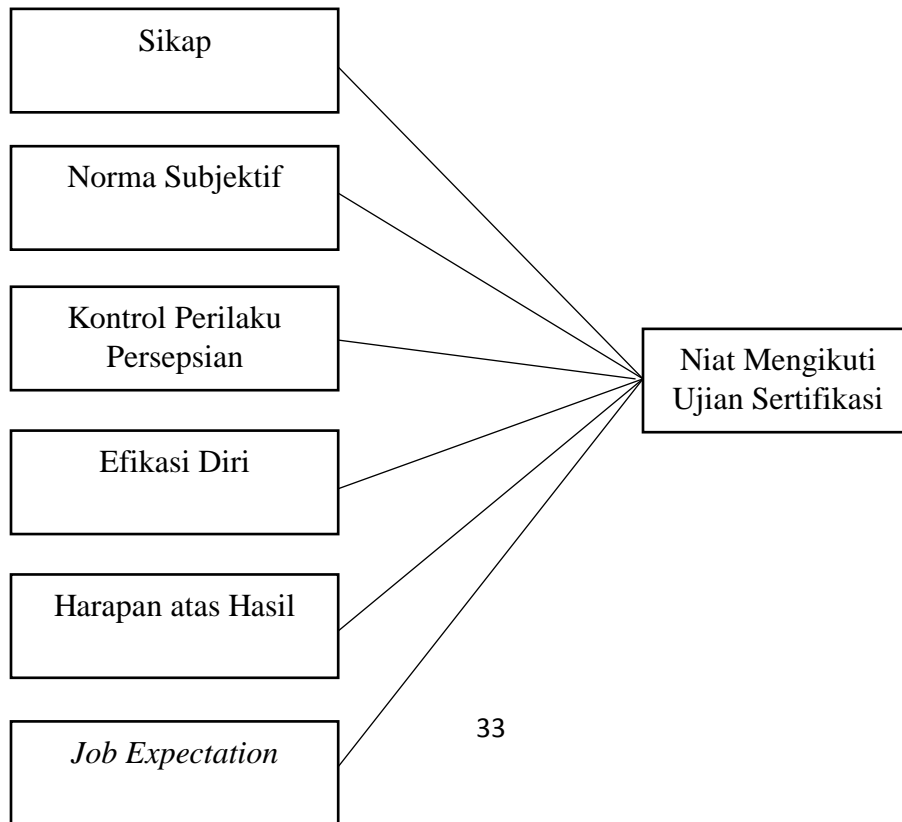 Sikap
Norma Subjektif
Kontrol Perilaku
Persepsian
Efikasi Diri
Harapan atas Hasil
Job Expectation
Niat Mengikuti
Ujian Sertifikasi
33